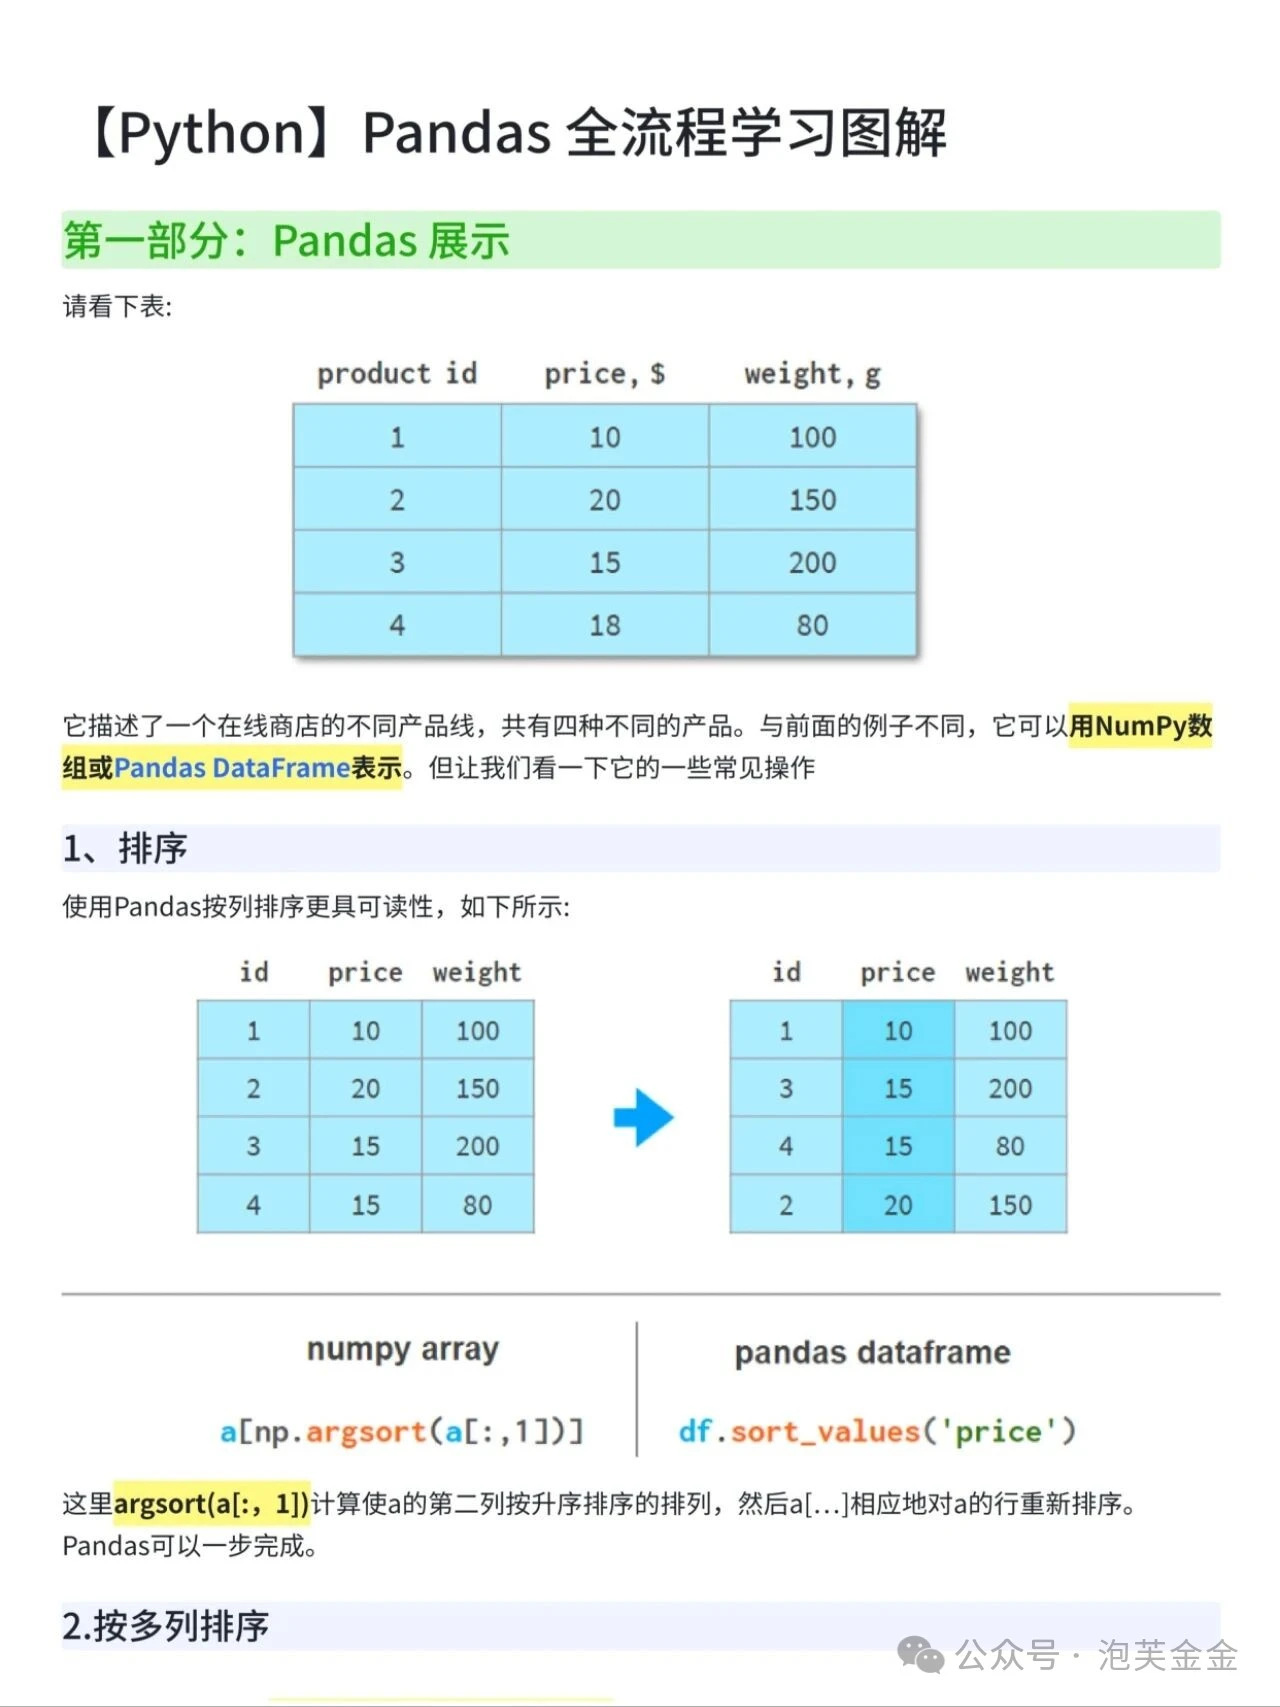 【Python】Pandas 全流程学习图解
第一部分：Pandas 展示
请看下表:
product id price,$ weight,g
1 10 100
2 20 150
3 15 200
4 18 80
它描述了一个在线商店的不同产品线，共有四种不同的产品。与前面的例子不同，它可以用NumPy数
组或Pandas DataFrame表示。但让我们看一下它的一些常见操作
1、排序
使用Pandas按列排序更具可读性，如下所示:
id price weight
1 10 100
2 20 150
3 15 200
4 15 80
id price weight
1 10 100
3 15 200
4 15 80
2 20 150
numpy array
a[np.argsort(a[:,1])]
pandas dataframe
df.sort_values('price')
这里argsort(a[:，1])计算使a的第二列按升序排序的排列，然后a[…]相应地对a的行重新排序。
Pandas可以一步完成。
2.按多列排序
公众号 · 泡芙金金